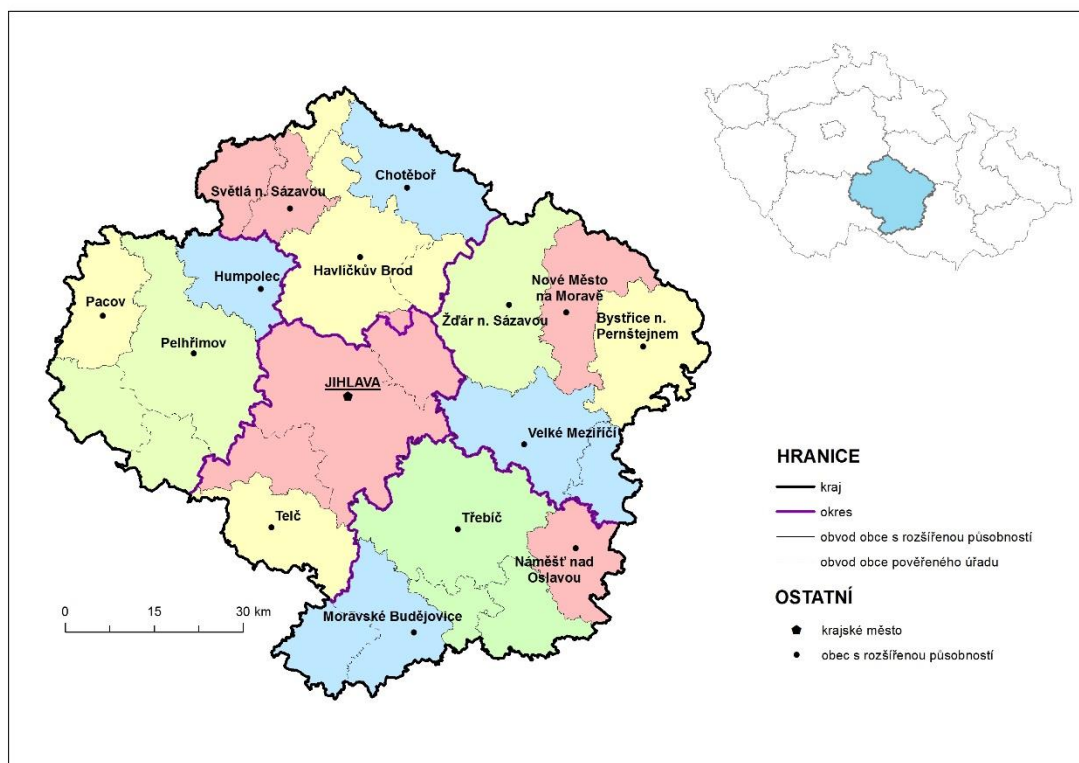 Chotěboř
Světlá n. Sázavou
Havlíčkův Brod
Humpolec
Nové Město
na Moravě
Pacov
Žďár n. Sázavou
Bystřice n.
Pernštejnem
Pelhřimov
JIHLAVA
Velké Meziříčí
Telč
Třebíč
Náměšť nad
Oslavou
Moravské Budějovice
0 15 30 km
HRANICE
kraj
okres
obvod obce s rozšířenou působností
obvod obce pověřeného úřadu
OSTATNÍ
krajské město
obec s rozšířenou působností